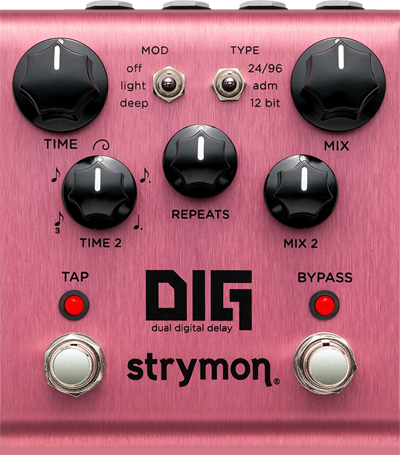 MOD
off
light
deep
TYPE
24/96
adm
12 bit
TIME
MIX
3
REPEATS
TIME 2
MIX 2
TAP
BYPASS
DIG
dual digital delay
strymon®